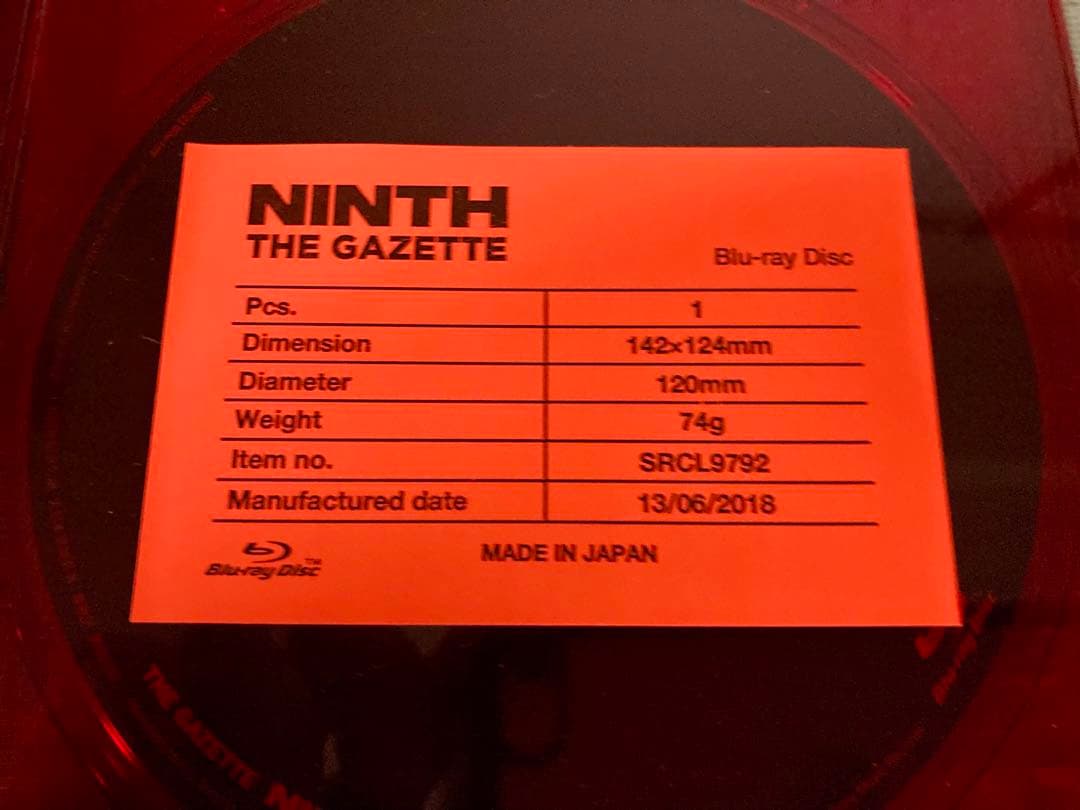 NINTH
THE GAZETTE
Blu-ray Disc
Pcs. 1
Dimension 142×124mm
Diameter 120mm
Weight 74g
Item no. SRCL9792
Manufactured date 13/06/2018
Blu-ray Disc™
MADE IN JAPAN
THE GAZETTE